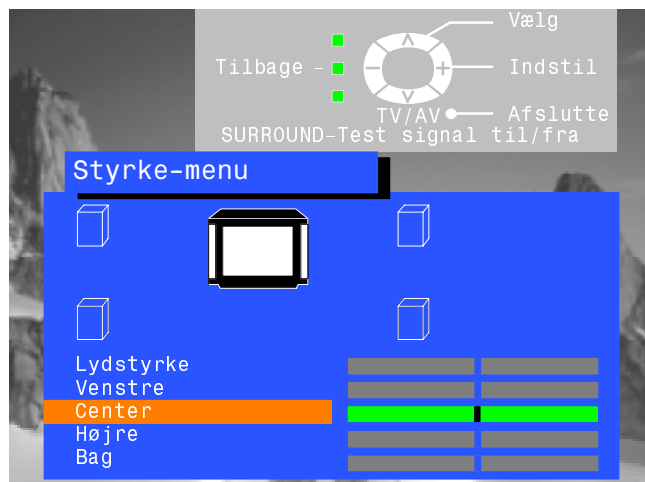 Vælg
Tilbage – Indstil
TV/AV Afslutte
SURROUND-Test signal til/fra
Styrke-menu
Lydstyrke
Venstre
Center
Højre
Bag